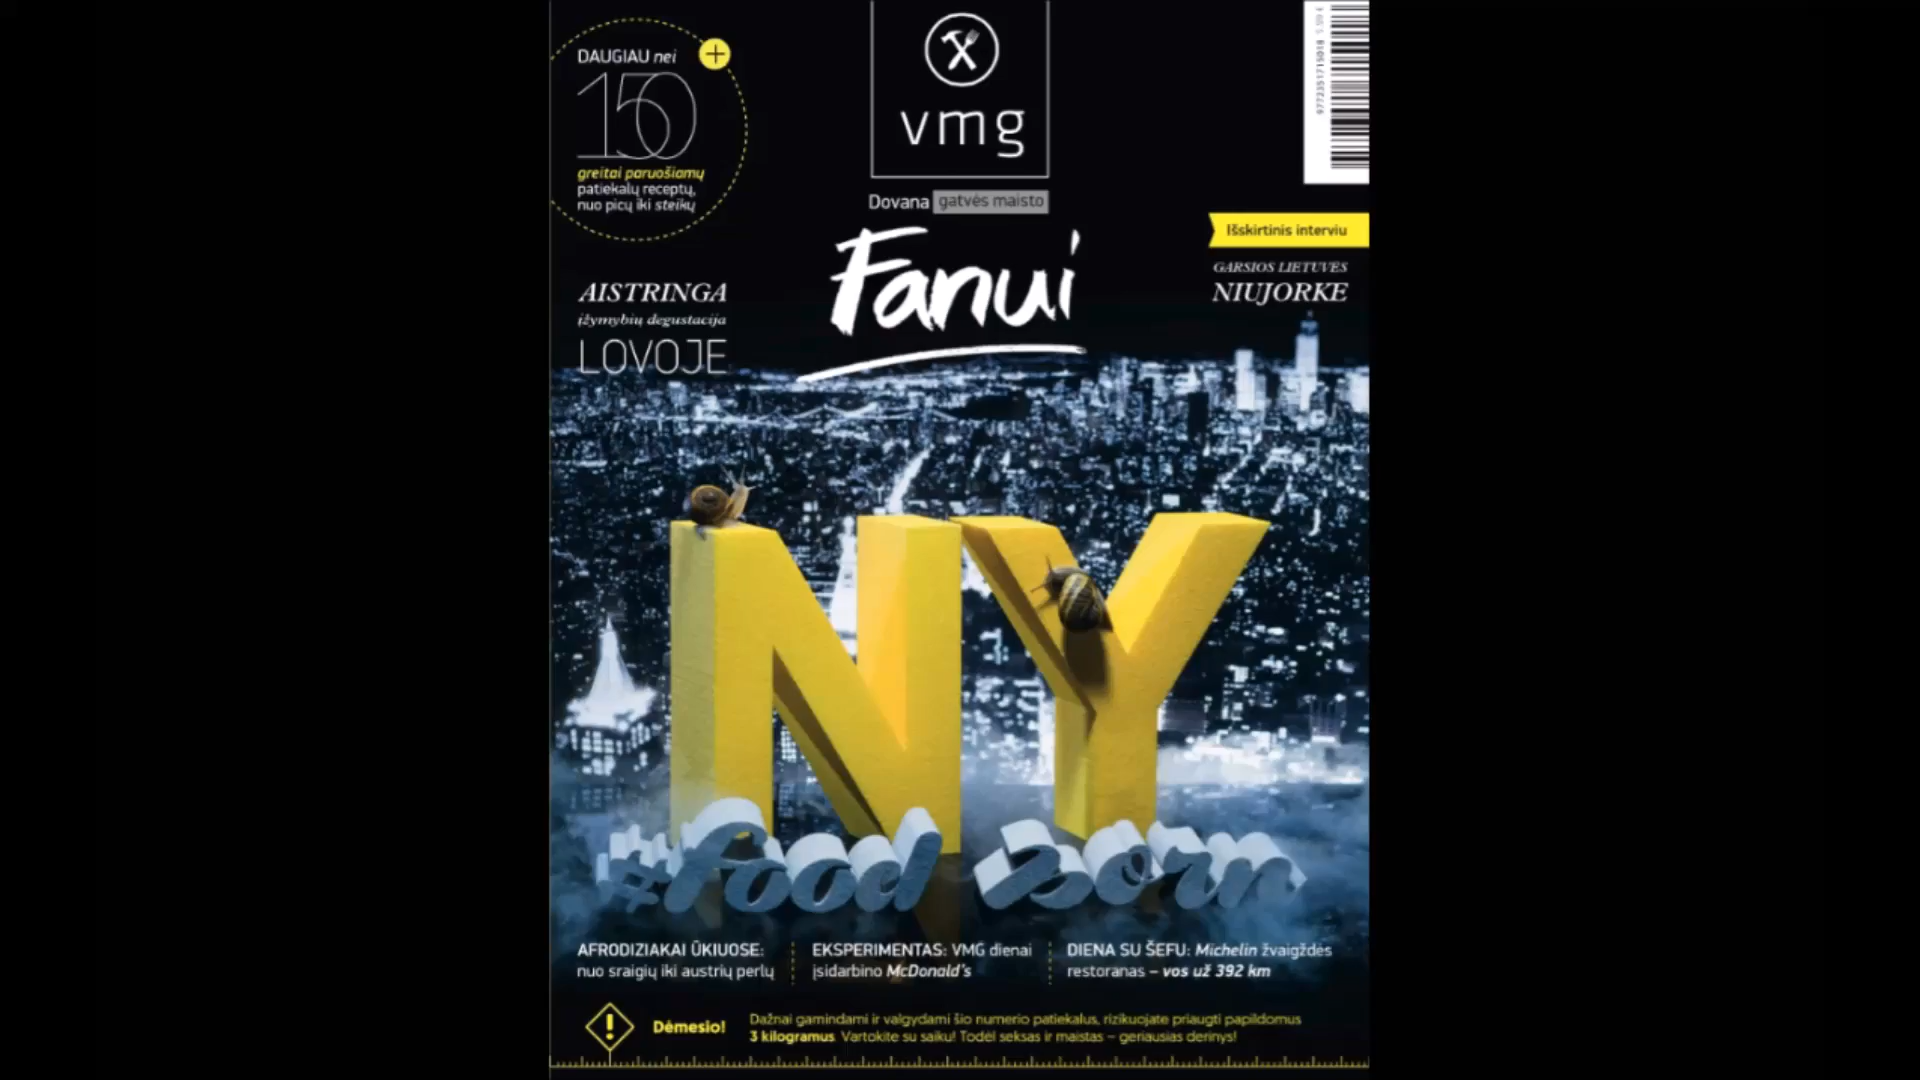 DAUGIAU nei
150
greitai paruošiamų
patiekalų receptų,
nuo picų iki steikų
vmg
Dovana gatvės maisto
Fanui
9772351715018 5,99 €
Išskirtinis interviu
GARSIOS LIETUVĖS
NIUJORKE
AISTRINGA
įžymybių degustacija
LOVOJE
NY
#food Born
AFRODIZIAKAI ŪKIUOSE:
nuo sraigių iki austrių perlų
EKSPERIMENTAS: VMG dienai
įsidarbino McDonald's
DIENA SU ŠEFU: Michelin žvaigždės
restoranas – vos už 392 km
Dėmesio!
Dažnai gamindami ir valgydami šio numerio patiekalus, rizikuojate priaugti papildomus
3 kilogramus. Vartokite su saiku! Todėl seksas ir maistas – geriausias derinys!